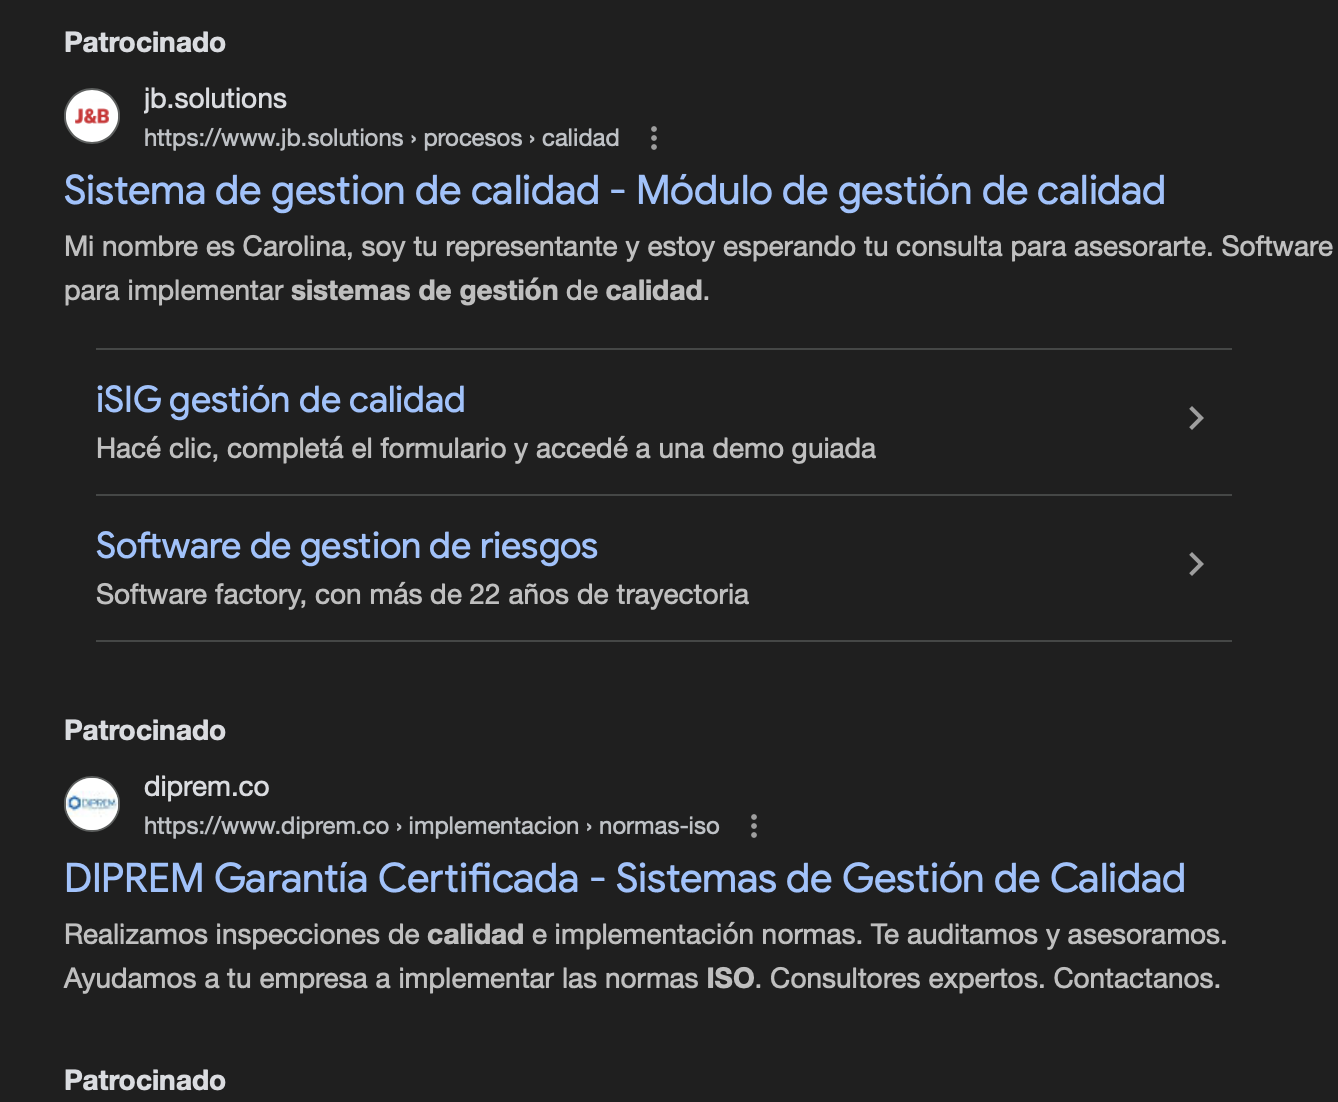 Patrocinado
J&B
jb.solutions
https://www.jb.solutions › procesos › calidad
Sistema de gestion de calidad - Módulo de gestión de calidad
Mi nombre es Carolina, soy tu representante y estoy esperando tu consulta para asesorarte. Software
para implementar sistemas de gestión de calidad.
iSIG gestión de calidad
Hacé clic, completá el formulario y accedé a una demo guiada
Software de gestion de riesgos
Software factory, con más de 22 años de trayectoria
Patrocinado
DIPREM
diprem.co
https://www.diprem.co › implementacion › normas-iso
DIPREM Garantía Certificada - Sistemas de Gestión de Calidad
Realizamos inspecciones de calidad e implementación normas. Te auditamos y asesoramos.
Ayudamos a tu empresa a implementar las normas ISO. Consultores expertos. Contactanos.
Patrocinado